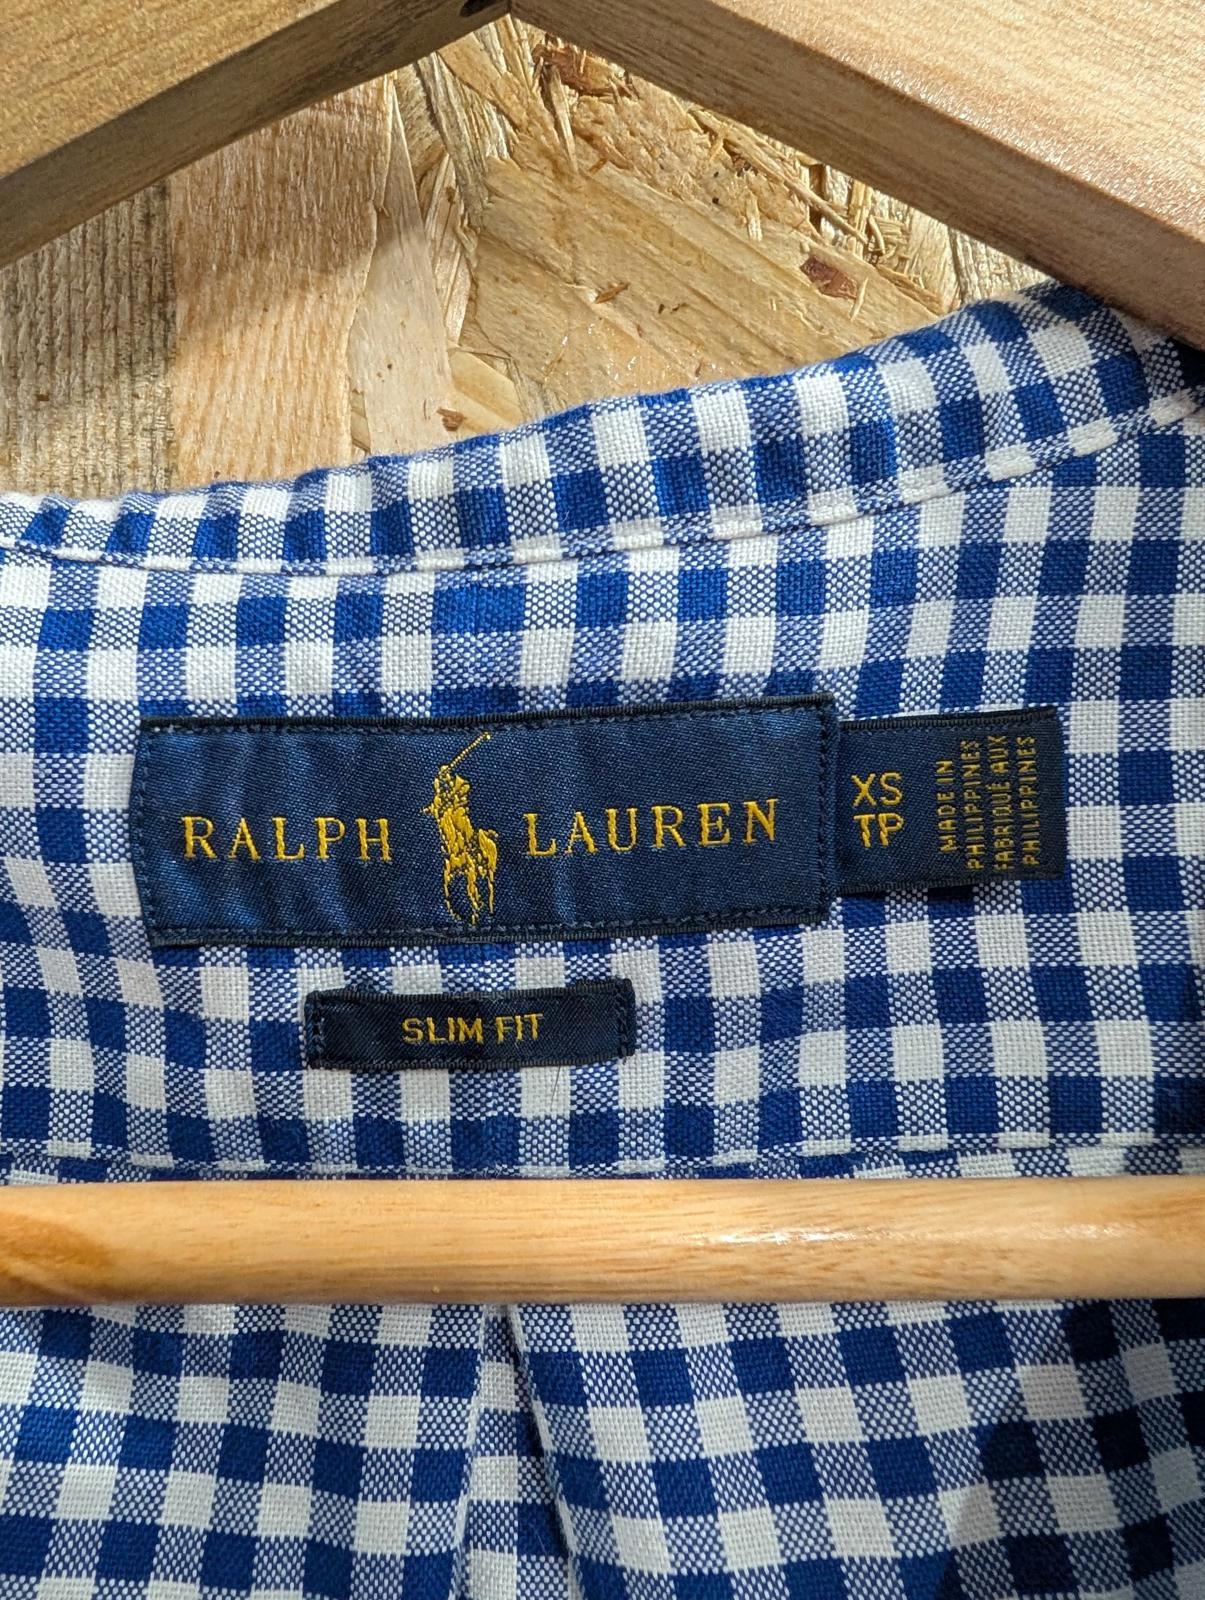 RALPH LAUREN
XS
TP
MADE IN
PHILIPPINES
FABRIQUÉ AUX
PHILIPPINES
SLIM FIT